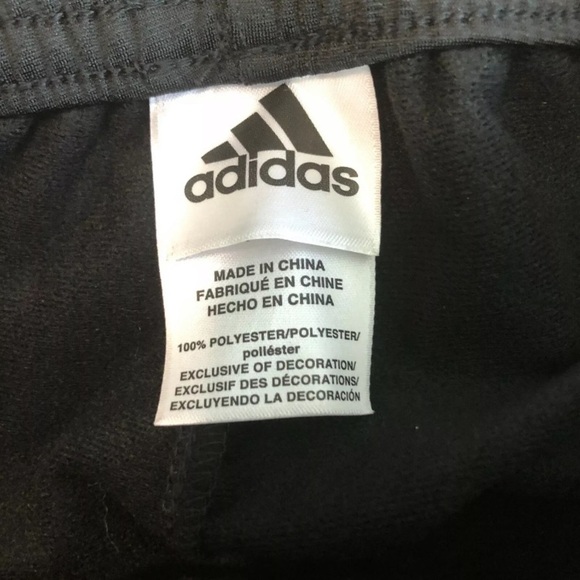 adidas
MADE IN CHINA
FABRIQUÉ EN CHINE
HECHO EN CHINA
100% POLYESTER/POLYESTER/
poliéster
EXCLUSIVE OF DECORATION/
EXCLUSIF DES DÉCORATIONS/
EXCLUYENDO LA DECORACIÓN